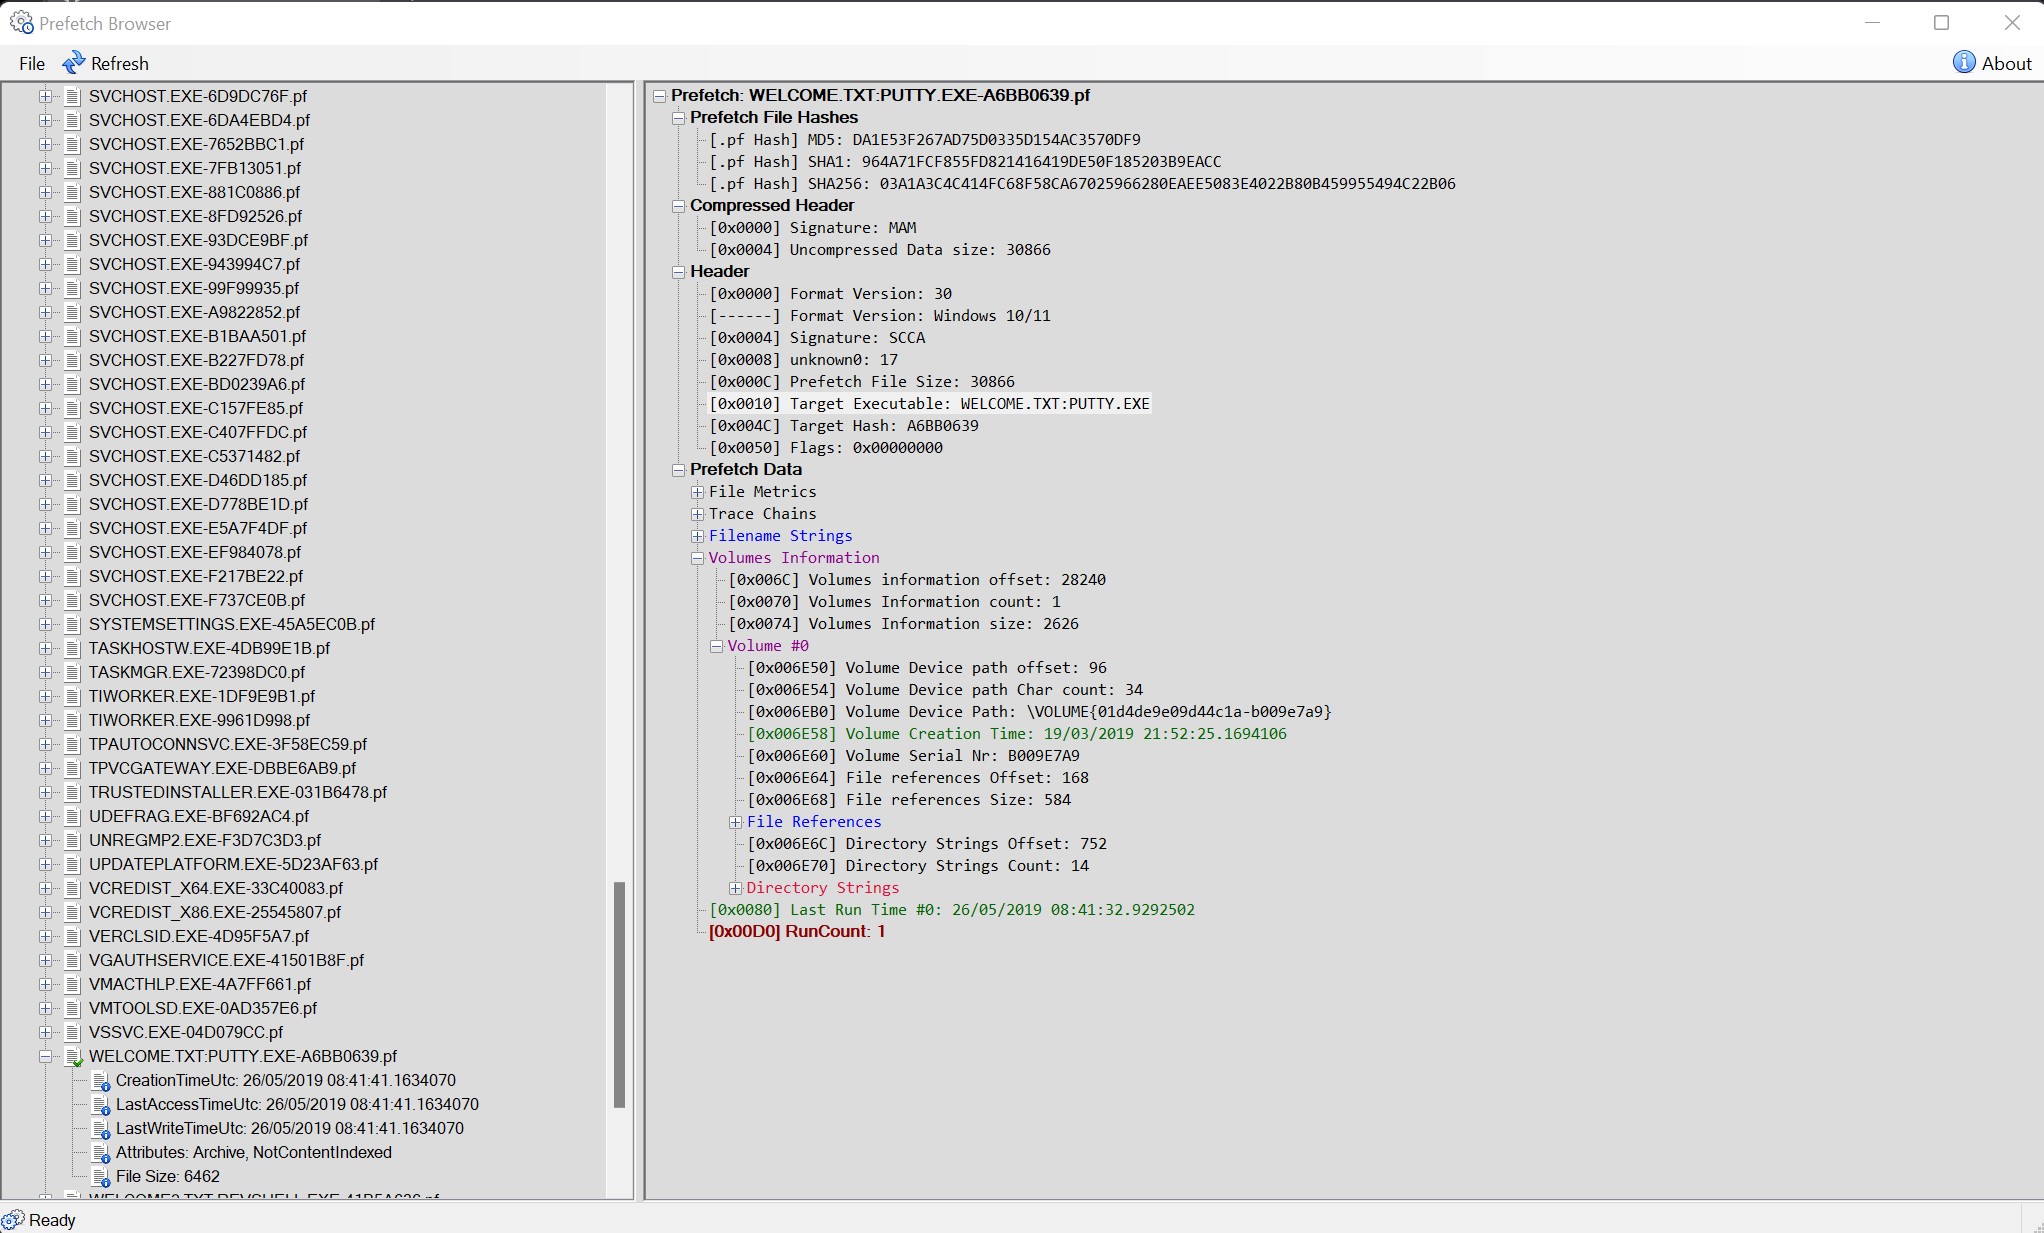 Prefetch Browser
File Refresh About
SVCHOST.EXE-6D9DC76F.pf
SVCHOST.EXE-6DA4EBD4.pf
SVCHOST.EXE-7652BBC1.pf
SVCHOST.EXE-7FB13051.pf
SVCHOST.EXE-881C0886.pf
SVCHOST.EXE-8FD92526.pf
SVCHOST.EXE-93DCE9BF.pf
SVCHOST.EXE-943994C7.pf
SVCHOST.EXE-99F99935.pf
SVCHOST.EXE-A9822852.pf
SVCHOST.EXE-B1BAA501.pf
SVCHOST.EXE-B227FD78.pf
SVCHOST.EXE-BD0239A6.pf
SVCHOST.EXE-C157FE85.pf
SVCHOST.EXE-C407FFDC.pf
SVCHOST.EXE-C5371482.pf
SVCHOST.EXE-D46DD185.pf
SVCHOST.EXE-D778BE1D.pf
SVCHOST.EXE-E5A7F4DF.pf
SVCHOST.EXE-EF984078.pf
SVCHOST.EXE-F217BE22.pf
SVCHOST.EXE-F737CE0B.pf
SYSTEMSETTINGS.EXE-45A5EC0B.pf
TASKHOSTW.EXE-4DB99E1B.pf
TASKMGR.EXE-72398DC0.pf
TIWORKER.EXE-1DF9E9B1.pf
TIWORKER.EXE-9961D998.pf
TPAUTOCONNSVC.EXE-3F58EC59.pf
TPVCGATEWAY.EXE-DBBE6AB9.pf
TRUSTEDINSTALLER.EXE-031B6478.pf
UDEFRAG.EXE-BF692AC4.pf
UNREGMP2.EXE-F3D7C3D3.pf
UPDATEPLATFORM.EXE-5D23AF63.pf
VCREDIST_X64.EXE-33C40083.pf
VCREDIST_X86.EXE-25545807.pf
VERCLSID.EXE-4D95F5A7.pf
VGAUTHSERVICE.EXE-41501B8F.pf
VMACTHLP.EXE-4A7FF661.pf
VMTOOLSD.EXE-0AD357E6.pf
VSSVC.EXE-04D079CC.pf
WELCOME.TXT:PUTTY.EXE-A6BB0639.pf
CreationTimeUtc: 26/05/2019 08:41:41.1634070
LastAccessTimeUtc: 26/05/2019 08:41:41.1634070
LastWriteTimeUtc: 26/05/2019 08:41:41.1634070
Attributes: Archive, NotContentIndexed
File Size: 6462
Prefetch: WELCOME.TXT:PUTTY.EXE-A6BB0639.pf
Prefetch File Hashes
[.pf Hash] MD5: DA1E53F267AD75D0335D154AC3570DF9
[.pf Hash] SHA1: 964A71FCF855FD821416419DE50F185203B9EACC
[.pf Hash] SHA256: 03A1A3C4C414FC68F58CA67025966280EAEE5083E4022B80B459955494C22B06
Compressed Header
[0x0000] Signature: MAM
[0x0004] Uncompressed Data size: 30866
Header
[0x0000] Format Version: 30
[------] Format Version: Windows 10/11
[0x0004] Signature: SCCA
[0x0008] unknown0: 17
[0x000C] Prefetch File Size: 30866
[0x0010] Target Executable: WELCOME.TXT:PUTTY.EXE
[0x004C] Target Hash: A6BB0639
[0x0050] Flags: 0x00000000
Prefetch Data
File Metrics
Trace Chains
Filename Strings
Volumes Information
[0x006C] Volumes information offset: 28240
[0x0070] Volumes Information count: 1
[0x0074] Volumes Information size: 2626
Volume #0
[0x006E50] Volume Device path offset: 96
[0x006E54] Volume Device path Char count: 34
[0x006EB0] Volume Device Path: \VOLUME{01d4de9e09d44c1a-b009e7a9}
[0x006E58] Volume Creation Time: 19/03/2019 21:52:25.1694106
[0x006E60] Volume Serial Nr: B009E7A9
[0x006E64] File references Offset: 168
[0x006E68] File references Size: 584
File References
[0x006E6C] Directory Strings Offset: 752
[0x006E70] Directory Strings Count: 14
Directory Strings
[0x0080] Last Run Time #0: 26/05/2019 08:41:32.9292502
[0x00D0] RunCount: 1
Ready